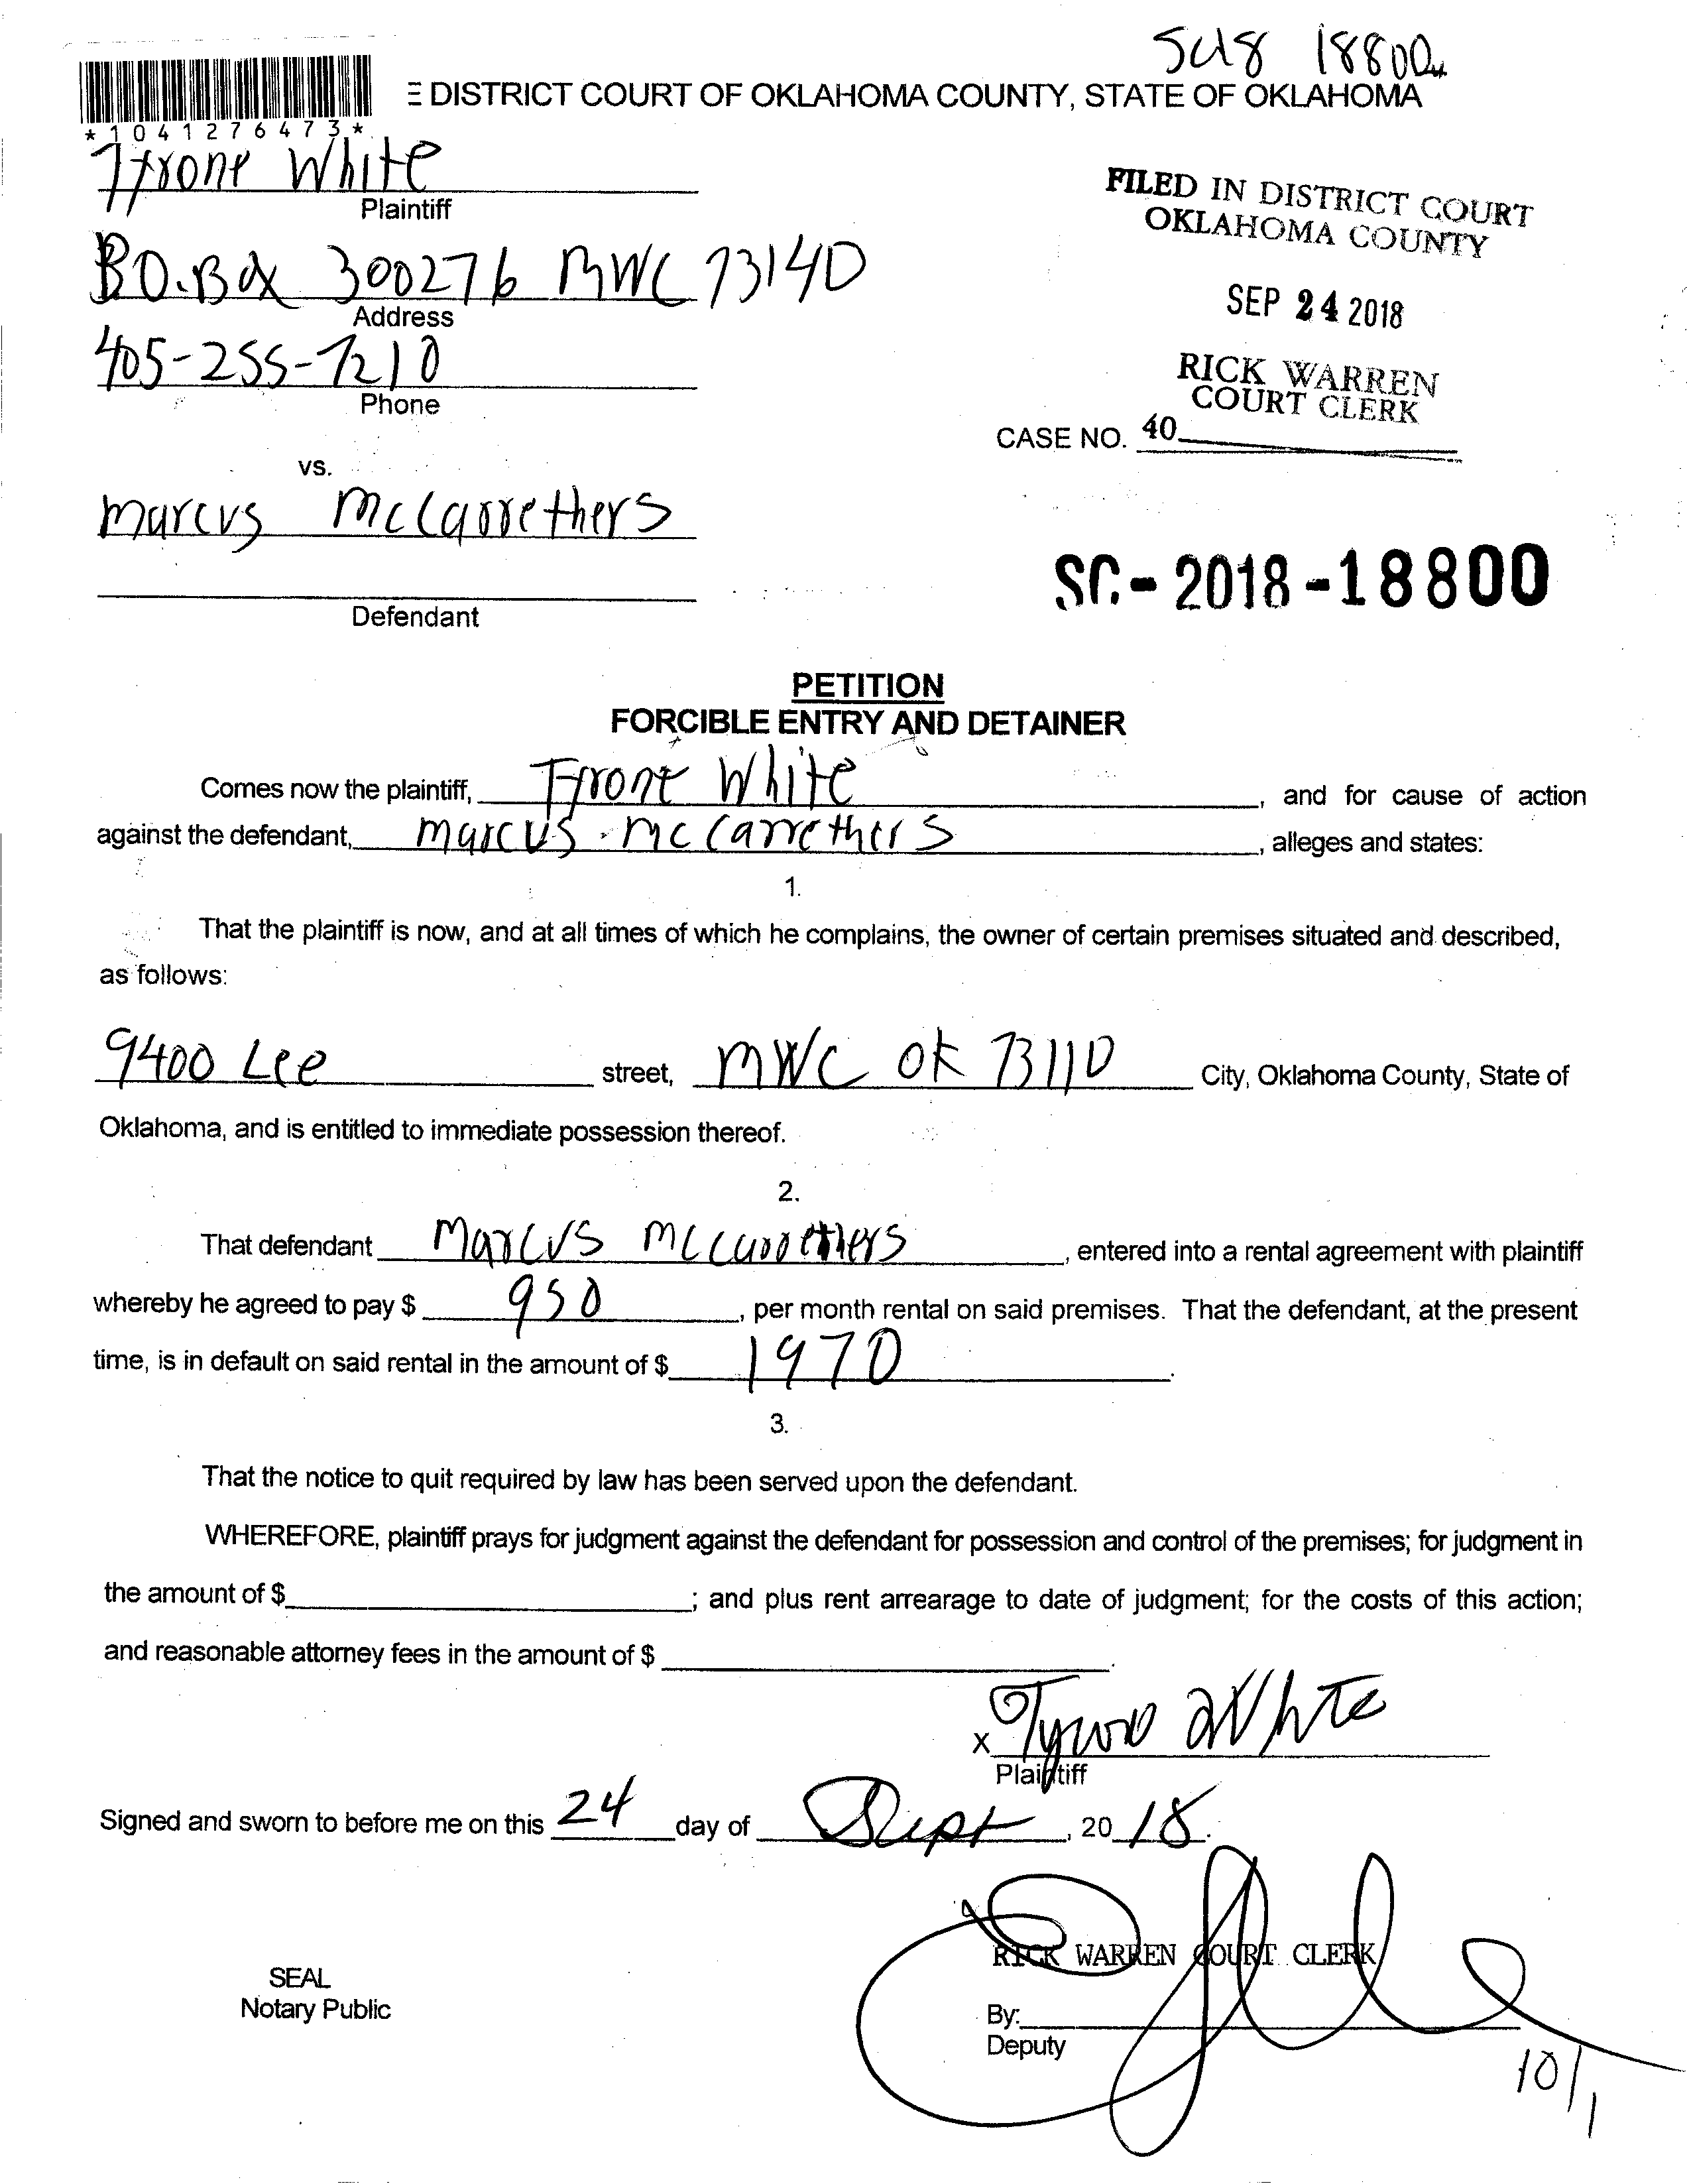 SC18 18800
E DISTRICT COURT OF OKLAHOMA COUNTY, STATE OF OKLAHOMA
*1041276473*
Tyrone White
Plaintiff
P.O. Box 300276 MWC 73140
Address
405-255-7210
Phone
FILED IN DISTRICT COURT
OKLAHOMA COUNTY
SEP 24 2018
RICK WARREN
COURT CLERK
CASE NO. 40
vs.
Marcus McCarrethers
Defendant
SC-2018-18800
PETITION
FORCIBLE ENTRY AND DETAINER
Comes now the plaintiff, Tyrone White, and for cause of action
against the defendant, Marcus McCarrethers, alleges and states:
1.
That the plaintiff is now, and at all times of which he complains, the owner of certain premises situated and described,
as follows:
9400 Lee street, MWC OK 73110 City, Oklahoma County, State of
Oklahoma, and is entitled to immediate possession thereof.
2.
That defendant Marcus McCarrethers, entered into a rental agreement with plaintiff
whereby he agreed to pay $ 950, per month rental on said premises. That the defendant, at the present
time, is in default on said rental in the amount of $ 1970.
3.
That the notice to quit required by law has been served upon the defendant.
WHEREFORE, plaintiff prays for judgment against the defendant for possession and control of the premises; for judgment in
the amount of $; and plus rent arrearage to date of judgment; for the costs of this action;
and reasonable attorney fees in the amount of $.
x Tyrone White
Plaintiff
Signed and sworn to before me on this 24 day of Sept, 2018.
RICK WARREN COURT CLERK
SEAL
Notary Public
By:
Deputy
10/1